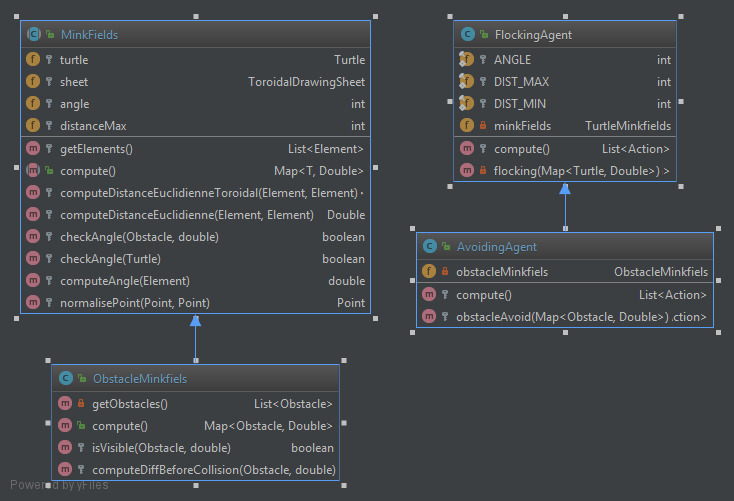 MinkFields
turtle Turtle
sheet ToroidalDrawingSheet
angle int
distanceMax int
getElements() List<Element>
compute() Map<T, Double>
computeDistanceEuclidienneToroidal(Element, Element)
computeDistanceEuclidienne(Element, Element) Double
checkAngle(Obstacle, double) boolean
checkAngle(Turtle) boolean
computeAngle(Element) double
normalisePoint(Point, Point) Point
FlockingAgent
ANGLE int
DIST_MAX int
DIST_MIN int
minkFields TurtleMinkfields
compute() List<Action>
flocking(Map<Turtle, Double>) >
AvoidingAgent
obstacleMinkfiels ObstacleMinkfiels
compute() List<Action>
obstacleAvoid(Map<Obstacle, Double>) .ction>
ObstacleMinkfiels
getObstacles() List<Obstacle>
compute() Map<Obstacle, Double>
isVisible(Obstacle, double) boolean
computeDiffBeforeCollision(Obstacle, double)
Powered by yFiles